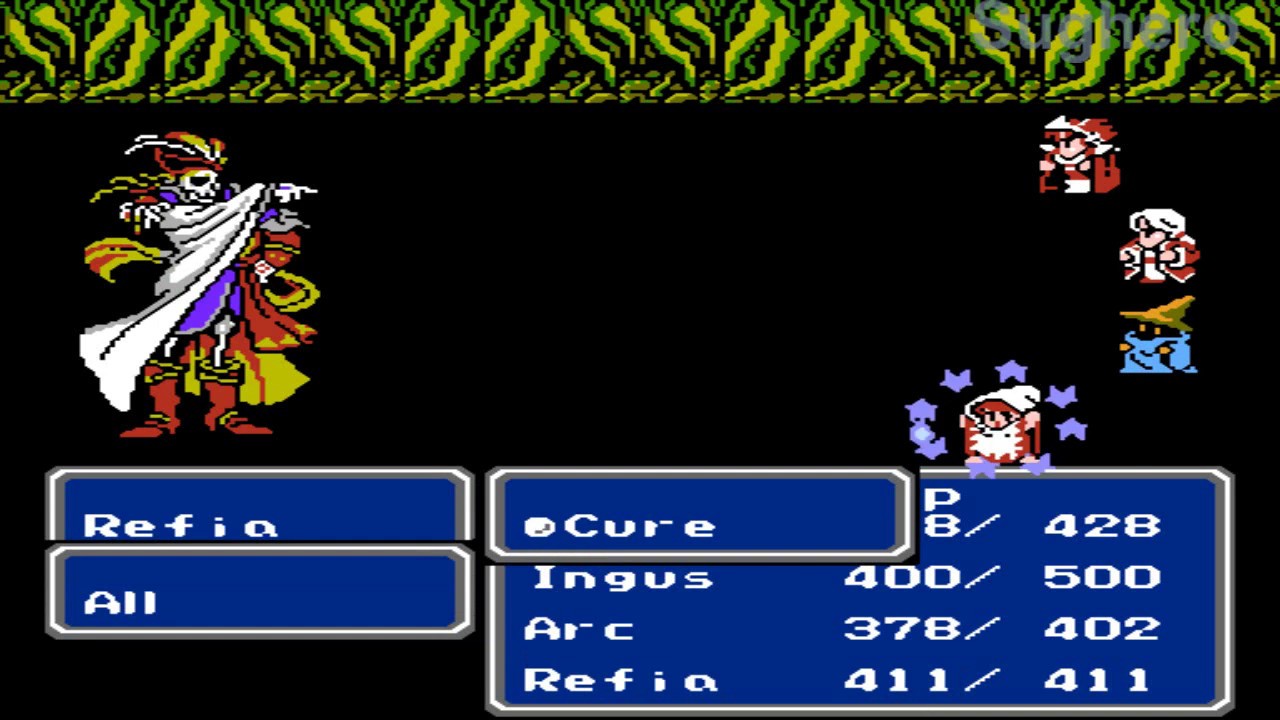 Sughero
Refia
Cure
All
P
8/ 428
Ingus 400/ 500
Arc 378/ 402
Refia 411/ 411